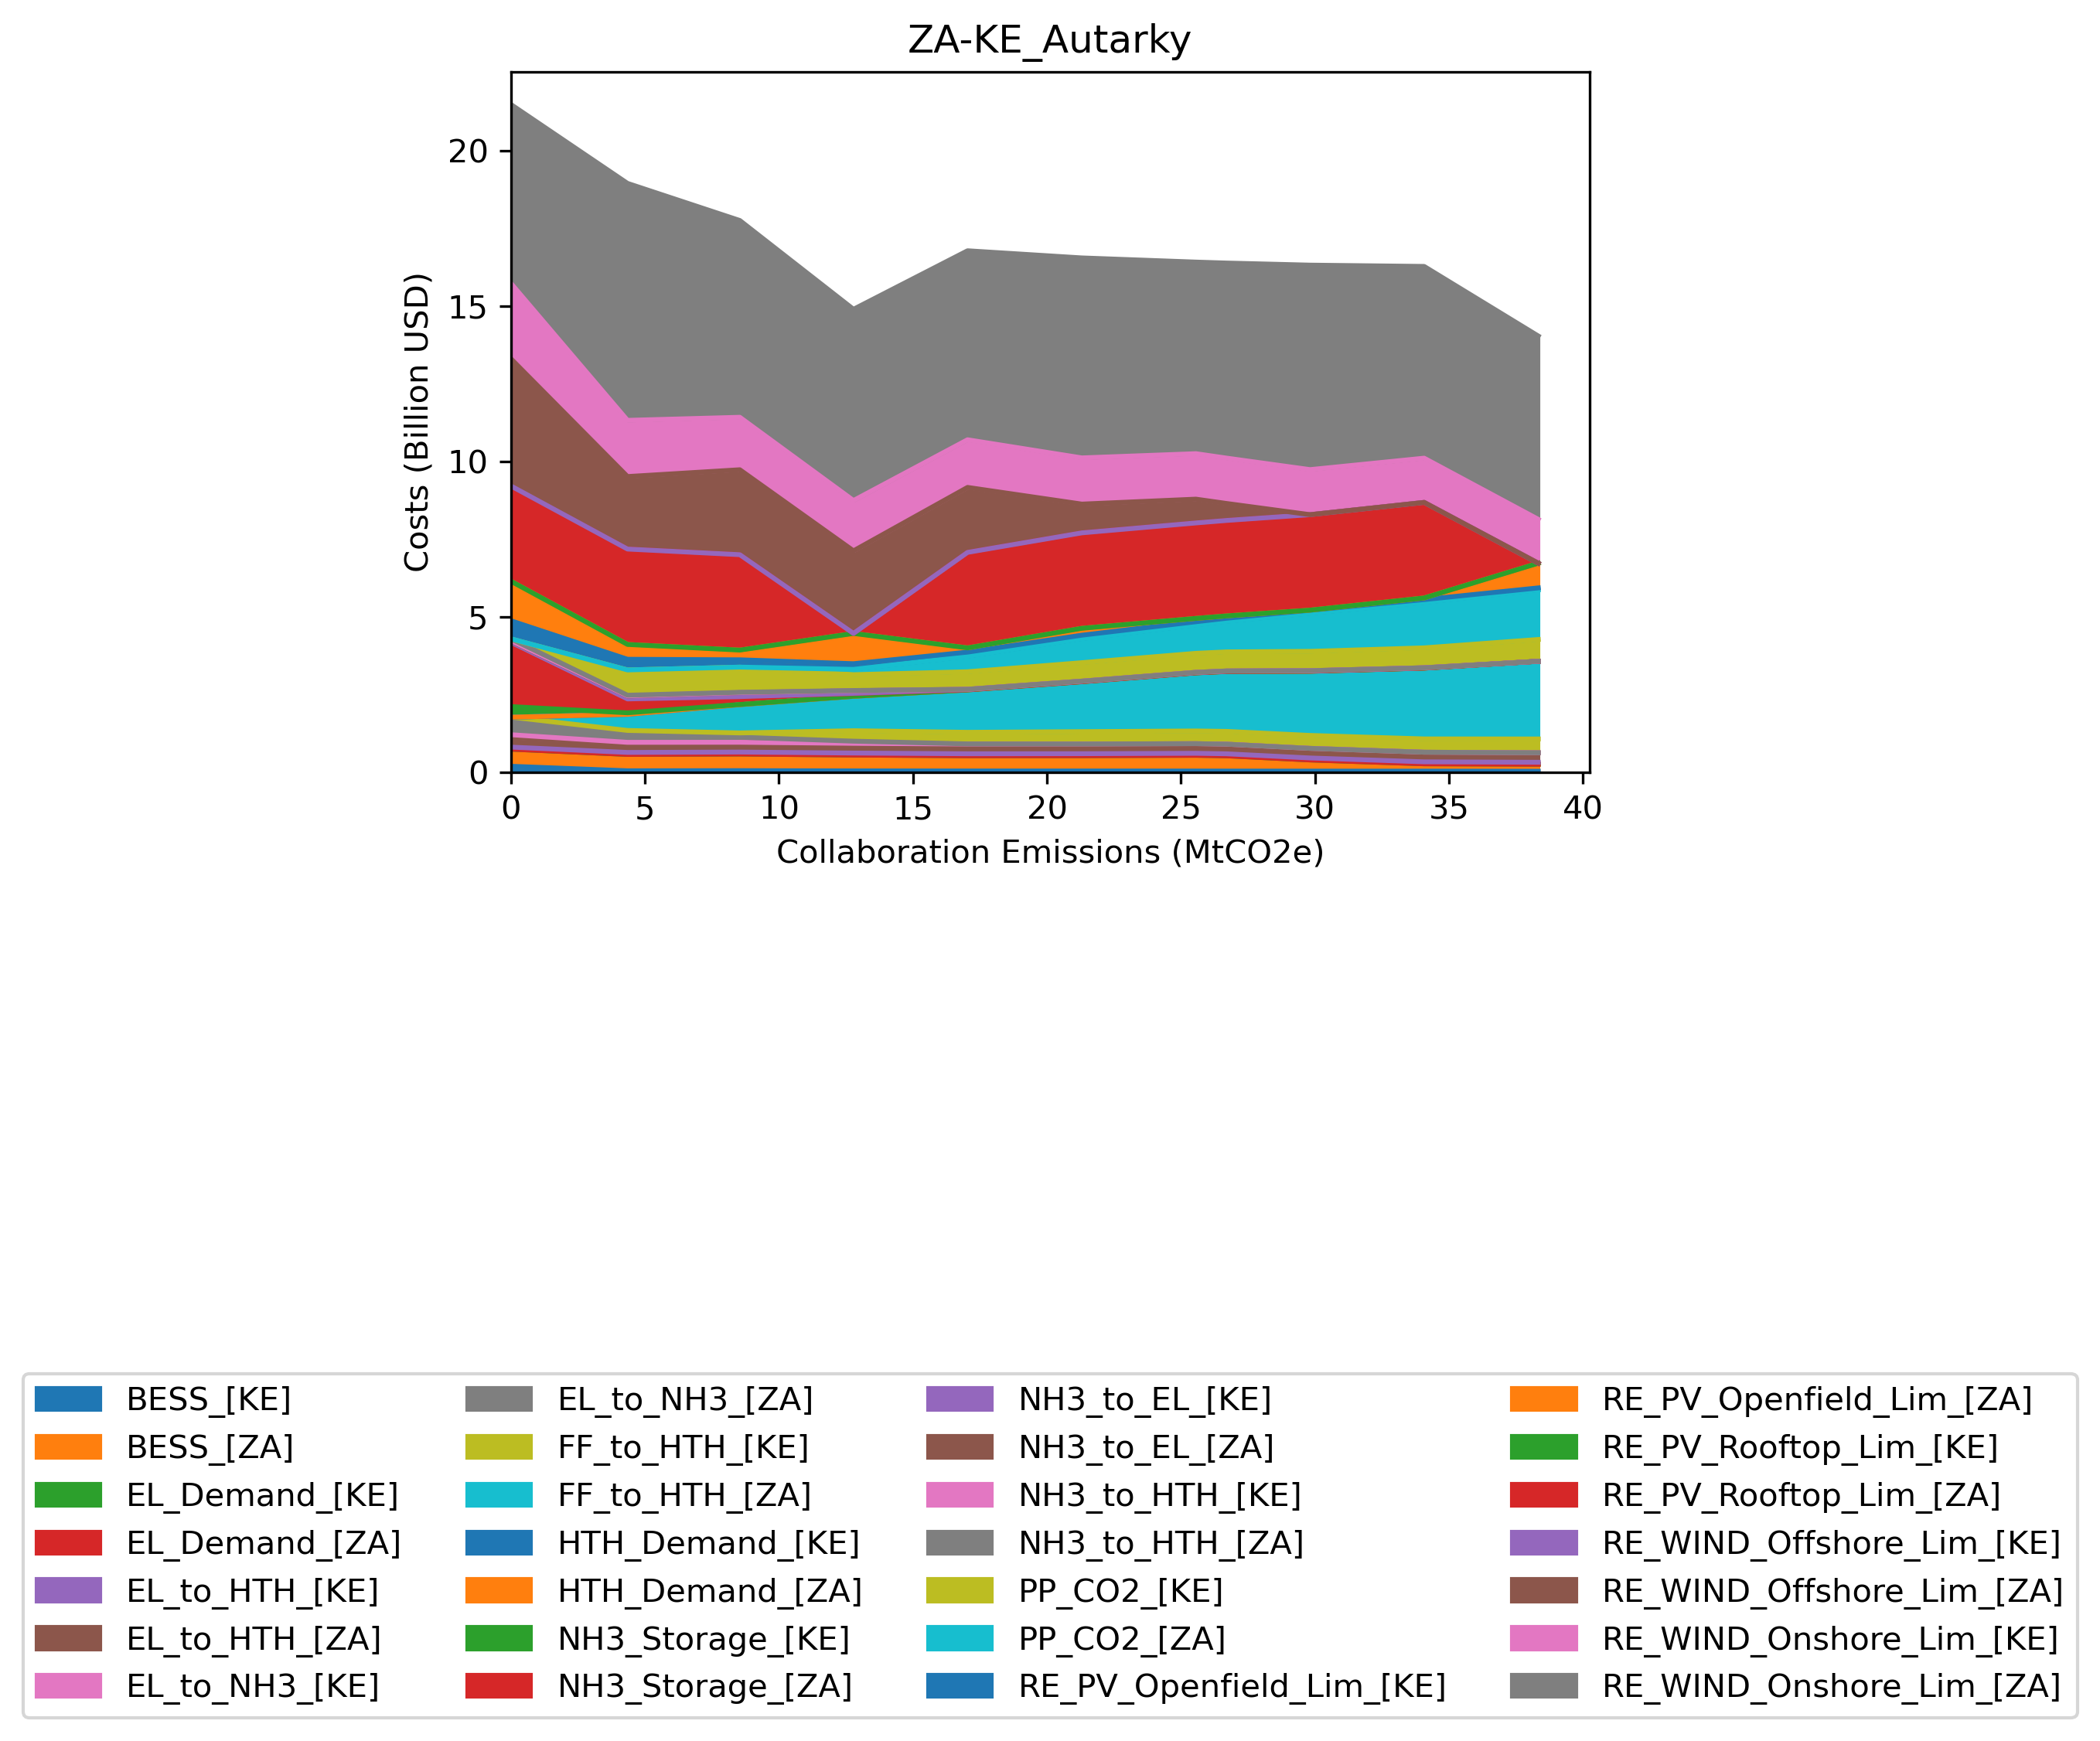 ZA-KE_Autarky
Costs (Billion USD)
20
15
10
5
0
0 5 10 15 20 25 30 35 40
Collaboration Emissions (MtCO2e)
BESS_[KE]
BESS_[ZA]
EL_Demand_[KE]
EL_Demand_[ZA]
EL_to_HTH_[KE]
EL_to_HTH_[ZA]
EL_to_NH3_[KE]
EL_to_NH3_[ZA]
FF_to_HTH_[KE]
FF_to_HTH_[ZA]
HTH_Demand_[KE]
HTH_Demand_[ZA]
NH3_Storage_[KE]
NH3_Storage_[ZA]
NH3_to_EL_[KE]
NH3_to_EL_[ZA]
NH3_to_HTH_[KE]
NH3_to_HTH_[ZA]
PP_CO2_[KE]
PP_CO2_[ZA]
RE_PV_Openfield_Lim_[KE]
RE_PV_Openfield_Lim_[ZA]
RE_PV_Rooftop_Lim_[KE]
RE_PV_Rooftop_Lim_[ZA]
RE_WIND_Offshore_Lim_[KE]
RE_WIND_Offshore_Lim_[ZA]
RE_WIND_Onshore_Lim_[KE]
RE_WIND_Onshore_Lim_[ZA]